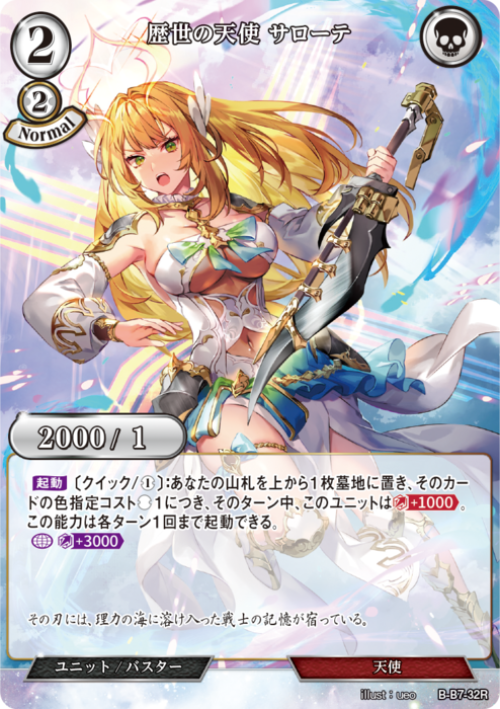 2
歴世の天使 サローテ
2
Normal
2000 / 1
起動 〔クイック/1〕:あなたの山札を上から1枚墓地に置き、そのカー
ドの色指定コスト 1につき、そのターン中、このユニットは +1000。
この能力は各ターン1回まで起動できる。
+3000
その刃には、理力の海に溶け入った戦士の記憶が宿っている。
ユニット / バスター
天使
illust : ueo B-B7-32R